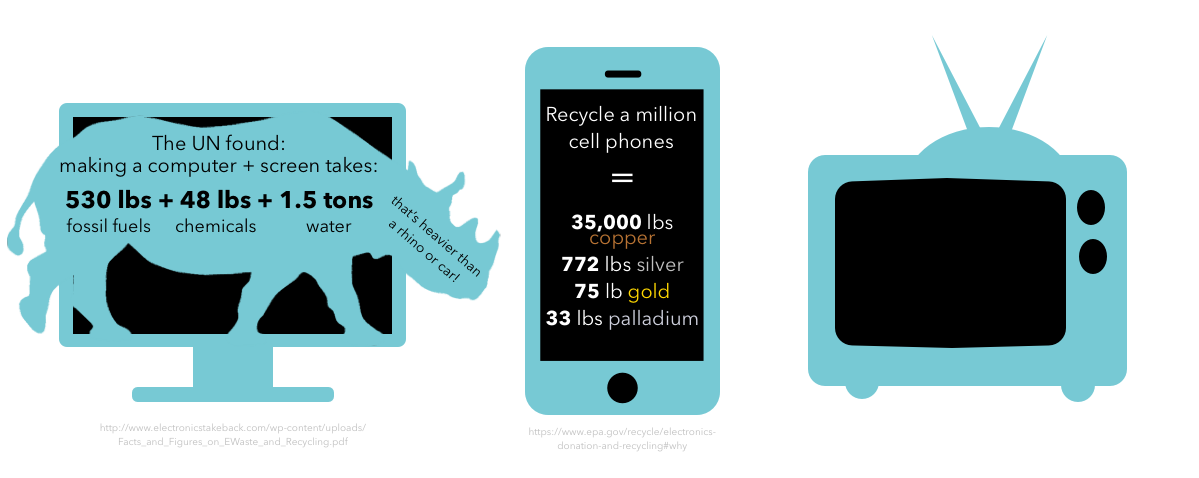 The UN found:
making a computer + screen takes:
530 lbs + 48 lbs + 1.5 tons
fossil fuels chemicals water
that's heavier than
a rhino or car!
http://www.electronicstakeback.com/wp-content/uploads/
Facts_and_Figures_on_EWaste_and_Recycling.pdf
Recycle a million
cell phones
=
35,000 lbs
copper
772 lbs silver
75 lb gold
33 lbs palladium
https://www.epa.gov/recycle/electronics-
donation-and-recycling#why